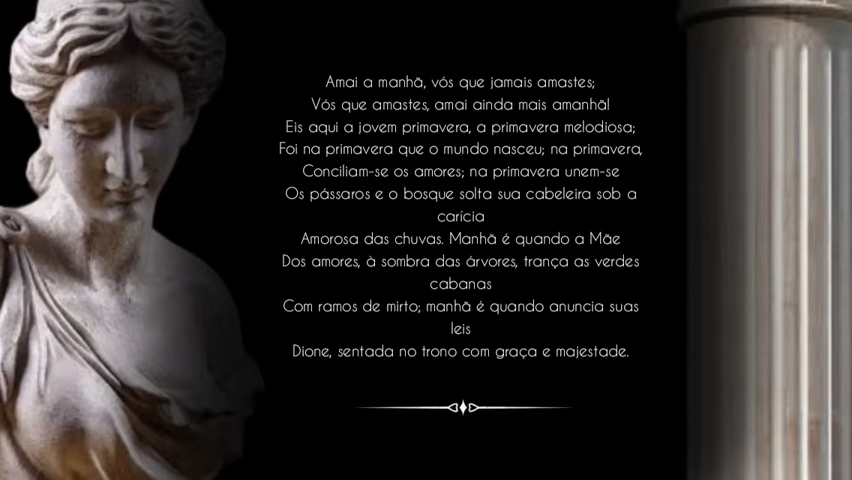 Amai a manhã, vós que jamais amastes;
Vós que amastes, amai ainda mais amanhã!
Eis aqui a jovem primavera, a primavera melodiosa;
Foi na primavera que o mundo nasceu; na primavera,
Conciliam-se os amores; na primavera unem-se
Os pássaros e o bosque solta sua cabeleira sob a
carícia
Amorosa das chuvas. Manhã é quando a Mãe
Dos amores, à sombra das árvores, trança as verdes
cabanas
Com ramos de mirto; manhã é quando anuncia suas
leis
Dione, sentada no trono com graça e majestade.